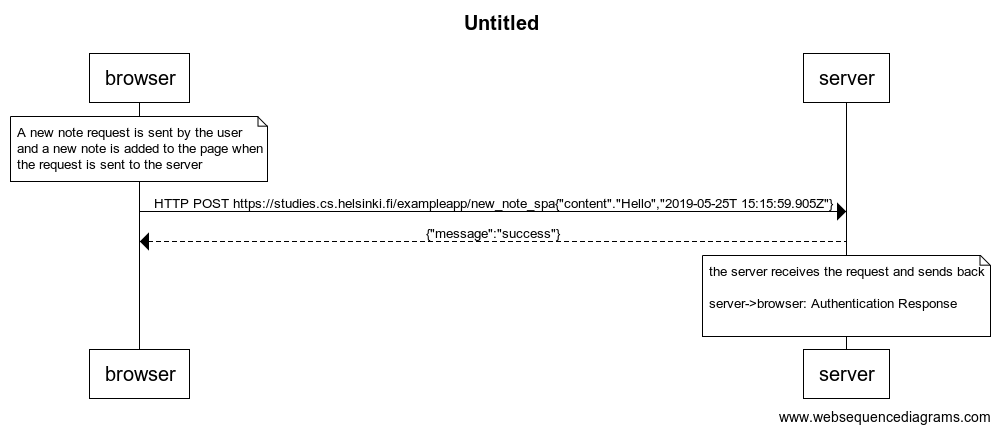 Untitled
browser
server
A new note request is sent by the user
and a new note is added to the page when
the request is sent to the server
HTTP POST https://studies.cs.helsinki.fi/exampleapp/new_note_spa{"content"."Hello","2019-05-25T 15:15:59.905Z"}
{"message":"success"}
the server receives the request and sends back
server->browser: Authentication Response
browser
server
www.websequencediagrams.com